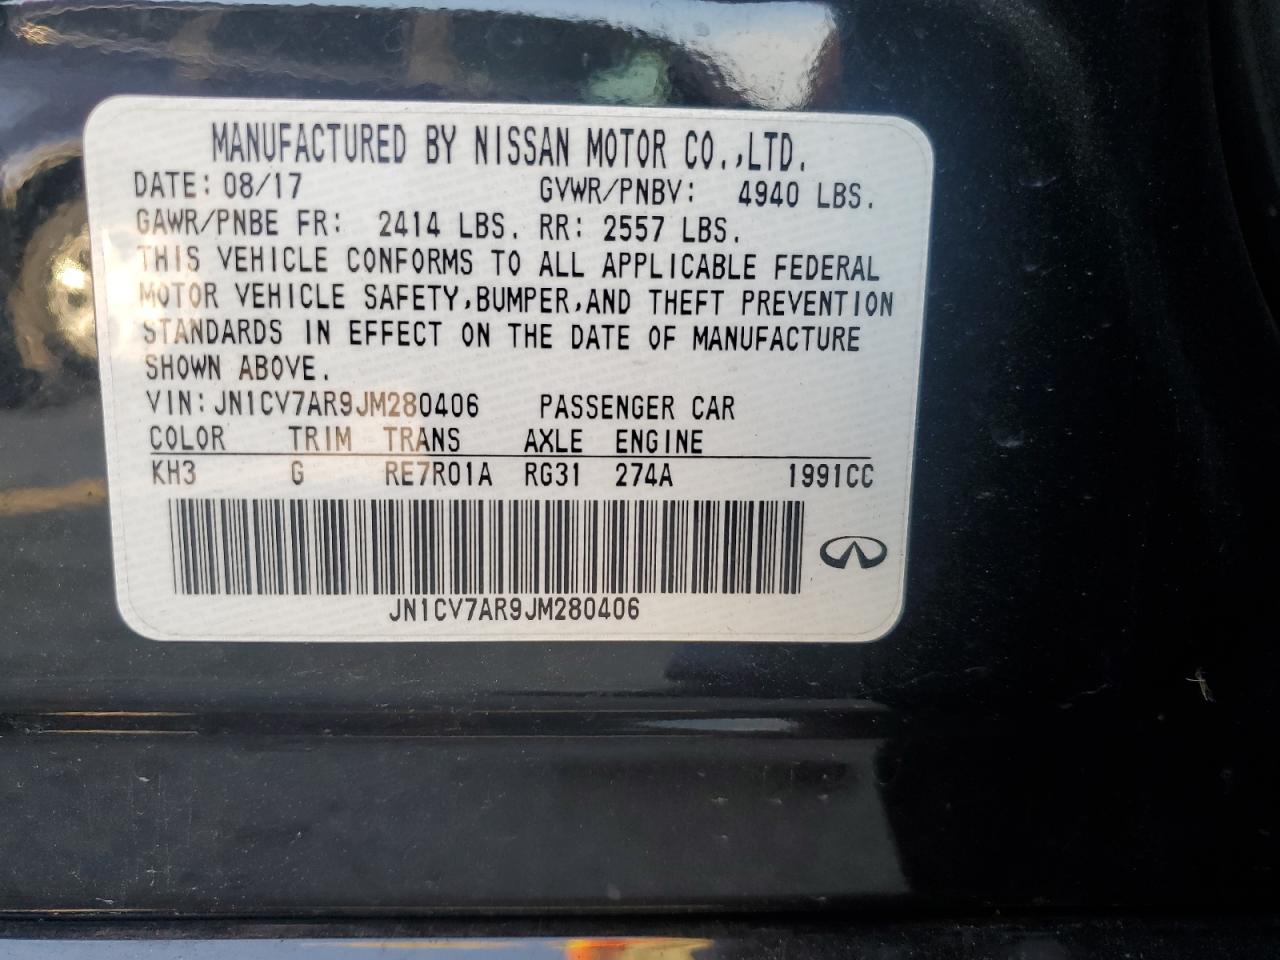 MANUFACTURED BY NISSAN MOTOR CO.,LTD.
DATE: 08/17 GVWR/PNBV: 4940 LBS.
GAWR/PNBE FR: 2414 LBS. RR: 2557 LBS.
THIS VEHICLE CONFORMS TO ALL APPLICABLE FEDERAL
MOTOR VEHICLE SAFETY,BUMPER,AND THEFT PREVENTION
STANDARDS IN EFFECT ON THE DATE OF MANUFACTURE
SHOWN ABOVE.
VIN: JN1CV7AR9JM280406 PASSENGER CAR
COLOR TRIM TRANS AXLE ENGINE
KH3 G RE7R01A RG31 274A 1991CC
JN1CV7AR9JM280406